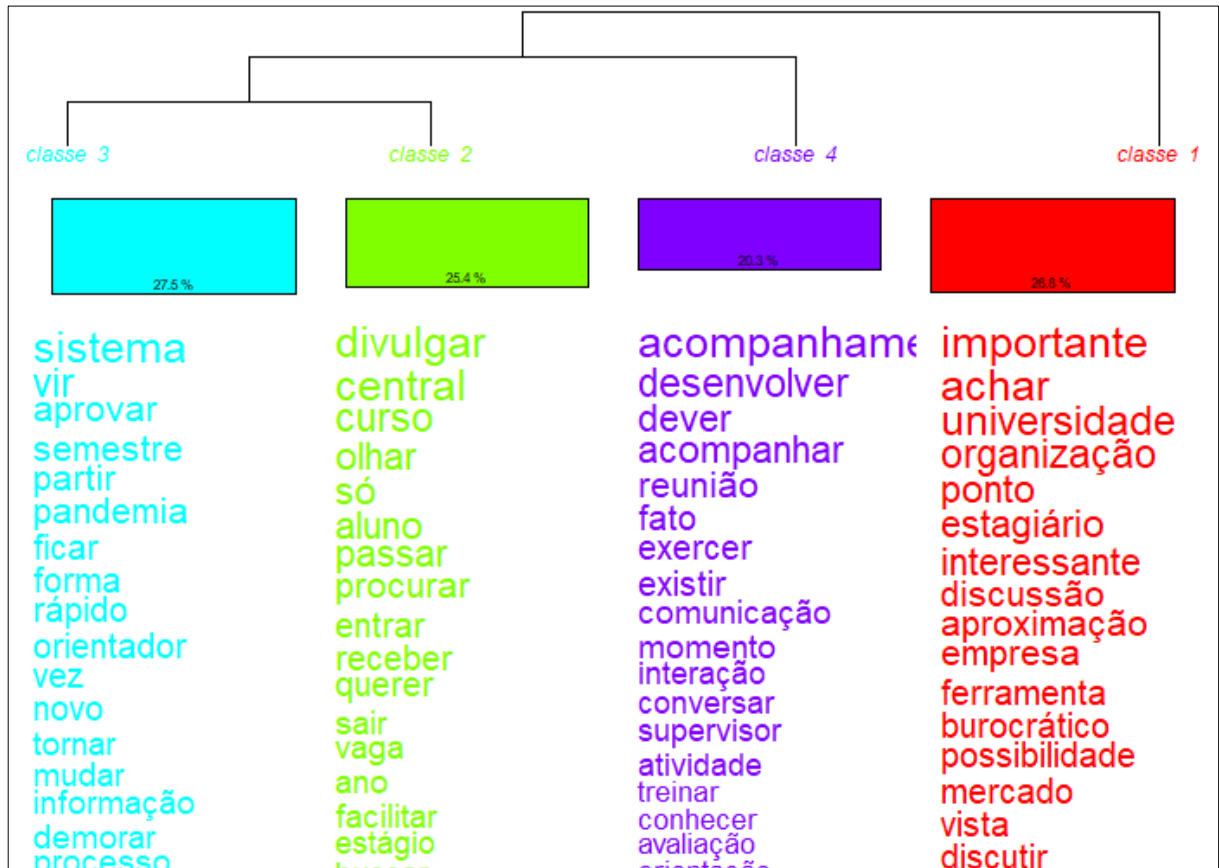 classe 3
classe 2
classe 4
classe 1
27.5 %
25.4 %
20.3 %
26.8 %
sistema
vir
aprovar
semestre
partir
pandemia
ficar
forma
rápido
orientador
vez
novo
tornar
mudar
informação
demorar
processo
divulgar
central
curso
olhar
só
aluno
passar
procurar
entrar
receber
querer
sair
vaga
ano
facilitar
estágio
acompanhame
desenvolver
dever
acompanhar
reunião
fato
exercer
existir
comunicação
momento
interação
conversar
supervisor
atividade
treinar
conhecer
avaliação
importante
achar
universidade
organização
ponto
estagiário
interessante
discussão
aproximação
empresa
ferramenta
burocrático
possibilidade
mercado
vista
discutir